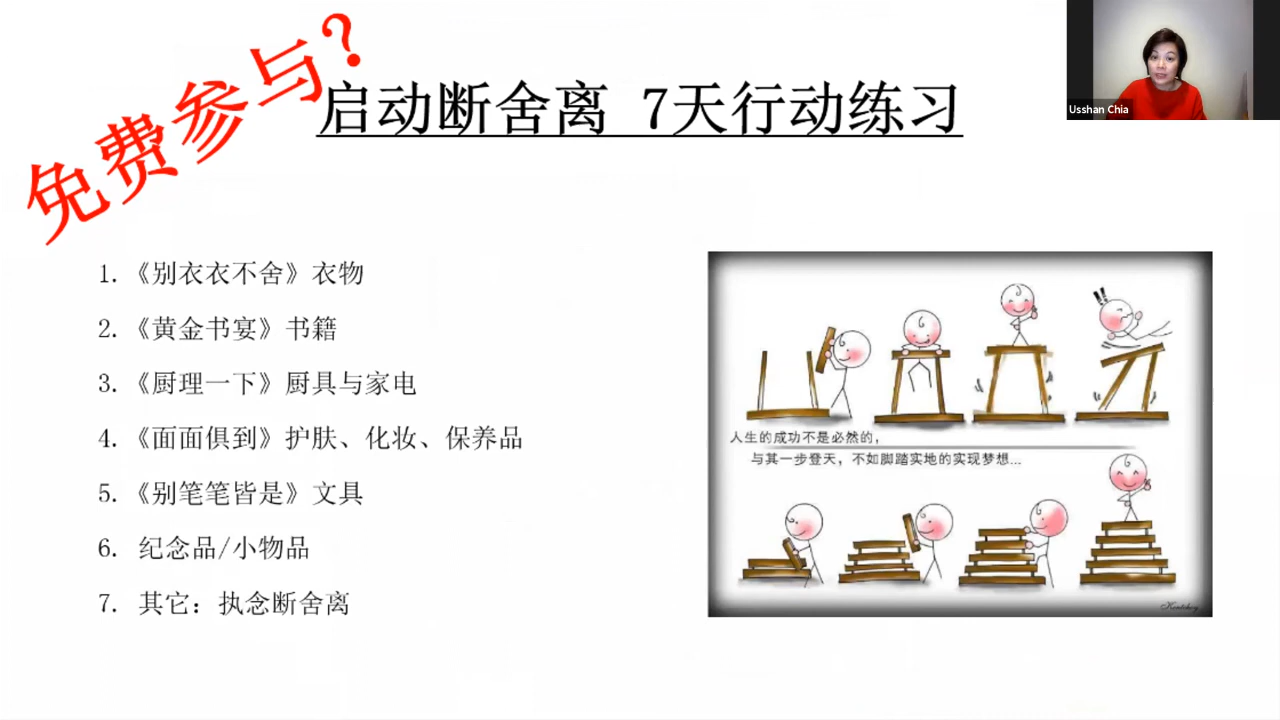 免费参与?
启动断舍离 7天行动练习
Usshan Chia
1.《别衣衣不舍》衣物
2.《黄金书宴》书籍
3.《厨理一下》厨具与家电
4.《面面俱到》护肤、化妆、保养品
5.《别笔笔皆是》文具
6. 纪念品/小物品
7. 其它：执念断舍离
!!
人生的成功不是必然的，
与其一步登天，不如脚踏实地的实现梦想...